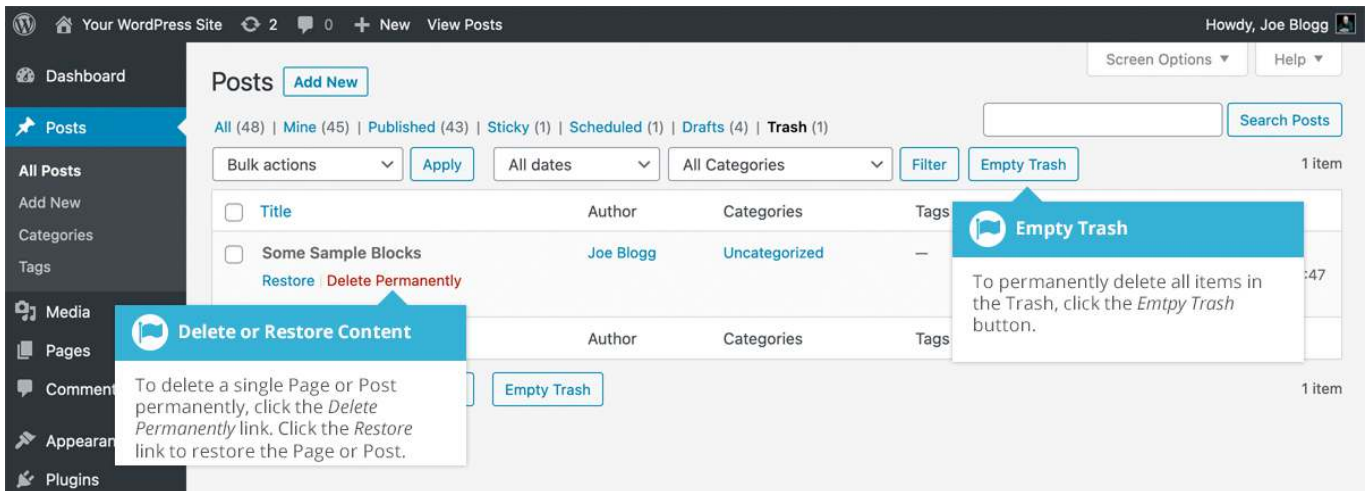 Your WordPress Site 2 0 + New View Posts Howdy, Joe Blogg
Screen Options ▼ Help ▼
Dashboard
Posts Add New
Posts
All (48) | Mine (45) | Published (43) | Sticky (1) | Scheduled (1) | Drafts (4) | Trash (1) Search Posts
Bulk actions Apply All dates All Categories Filter Empty Trash 1 item
All Posts
Add New
Categories
Tags
Media
Pages
Appearan
Plugins
Title Author Categories Tags
Some Sample Blocks Joe Blogg Uncategorized —
Restore | Delete Permanently :47
Empty Trash
To permanently delete all items in
the Trash, click the Emtpy Trash
button.
Delete or Restore Content
To delete a single Page or Post
permanently, click the Delete
Permanently link. Click the Restore
link to restore the Page or Post.
Author Categories Tags
Commen
Empty Trash 1 item